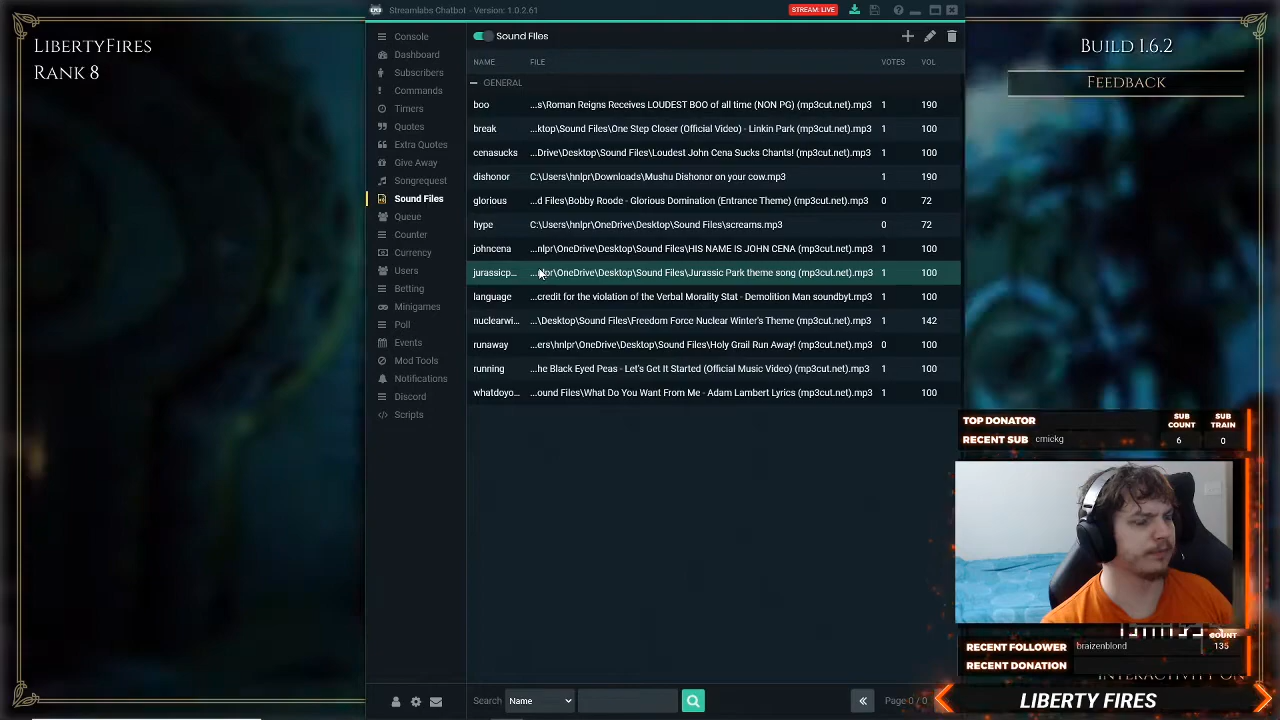 Streamlabs Chatbot - Version: 1.0.2.61
STREAM: LIVE
LibertyFires
Rank 8
Build 1.6.2
Feedback
Console
Dashboard
Subscribers
Commands
Timers
Quotes
Extra Quotes
Give Away
Songrequest
Sound Files
Queue
Counter
Currency
Users
Betting
Minigames
Poll
Events
Mod Tools
Notifications
Discord
Scripts
Sound Files
NAME FILE VOTES VOL
GENERAL
boo ...s\Roman Reigns Receives LOUDEST BOO of all time (NON PG) (mp3cut.net).mp3 1 190
break ...ktop\Sound Files\One Step Closer (Official Video) - Linkin Park (mp3cut.net).mp3 1 100
cenasucks ...Drive\Desktop\Sound Files\Loudest John Cena Sucks Chants! (mp3cut.net).mp3 1 100
dishonor C:\Users\hnlpr\Downloads\Mushu Dishonor on your cow.mp3 1 190
glorious ...d Files\Bobby Roode - Glorious Domination (Entrance Theme) (mp3cut.net).mp3 0 72
hype C:\Users\hnlpr\OneDrive\Desktop\Sound Files\screams.mp3 0 72
johncena ...nlpr\OneDrive\Desktop\Sound Files\HIS NAME IS JOHN CENA (mp3cut.net).mp3 1 100
jurassicp... ...pr\OneDrive\Desktop\Sound Files\Jurassic Park theme song (mp3cut.net).mp3 1 100
language ...credit for the violation of the Verbal Morality Stat - Demolition Man soundbyt.mp3 1 100
nuclearwi... ...\Desktop\Sound Files\Freedom Force Nuclear Winter's Theme (mp3cut.net).mp3 1 142
runaway ...ers\hnlpr\OneDrive\Desktop\Sound Files\Holy Grail Run Away! (mp3cut.net).mp3 0 100
running ...he Black Eyed Peas - Let's Get It Started (Official Music Video) (mp3cut.net).mp3 1 100
whatdoyo... ...ound Files\What Do You Want From Me - Adam Lambert Lyrics (mp3cut.net).mp3 1 100
Search Name
Page 0 / 0
TOP DONATOR
SUB COUNT
SUB TRAIN
RECENT SUB cmickg 6 0
COUNT
RECENT FOLLOWER braizenblond 135
RECENT DONATION
INTERACTIVITY ON
LIBERTY FIRES